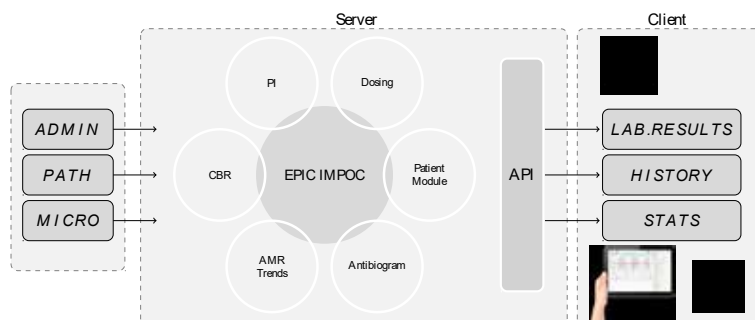 Server
Client
PI
Dosing
ADMIN
LAB.RESULTS
PATH
CBR
EPIC IMPOC
Patient
Module
API
HISTORY
MICRO
STATS
AMR
Trends
Antibiogram